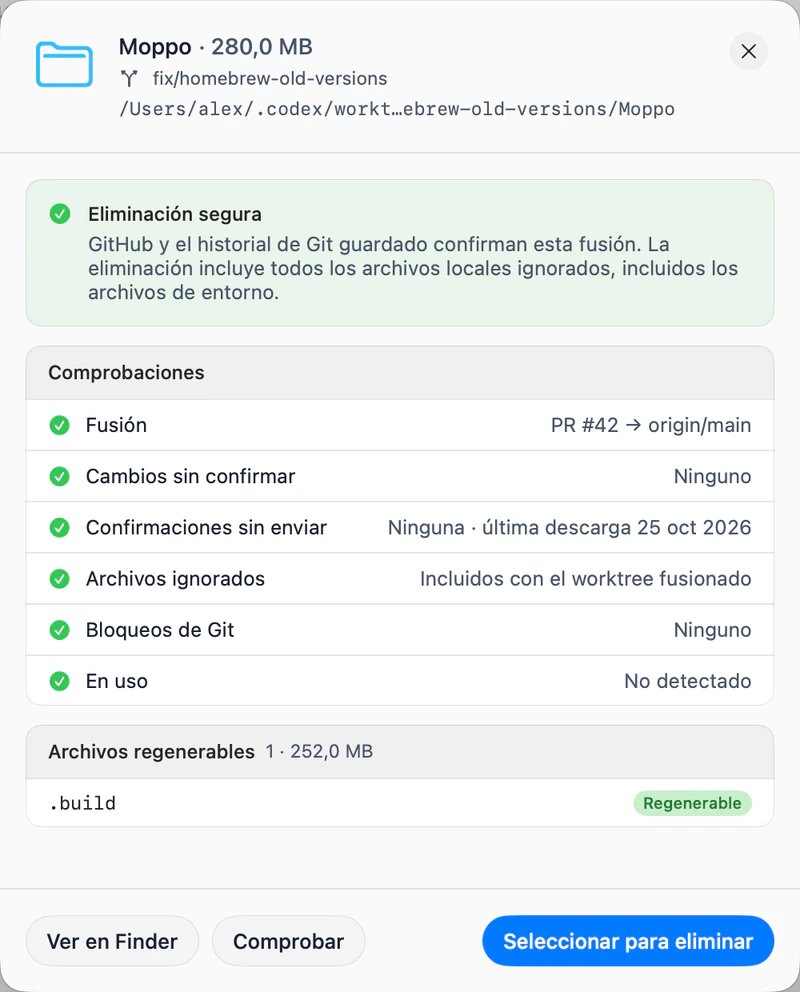 Moppo · 280,0 MB
fix/homebrew-old-versions
/Users/alex/.codex/workt…ebrew-old-versions/Moppo
Eliminación segura
GitHub y el historial de Git guardado confirman esta fusión. La
eliminación incluye todos los archivos locales ignorados, incluidos los
archivos de entorno.
Comprobaciones
Fusión PR #42 → origin/main
Cambios sin confirmar Ninguno
Confirmaciones sin enviar Ninguna · última descarga 25 oct 2026
Archivos ignorados Incluidos con el worktree fusionado
Bloqueos de Git Ninguno
En uso No detectado
Archivos regenerables 1 · 252,0 MB
.build Regenerable
Ver en Finder Comprobar Seleccionar para eliminar